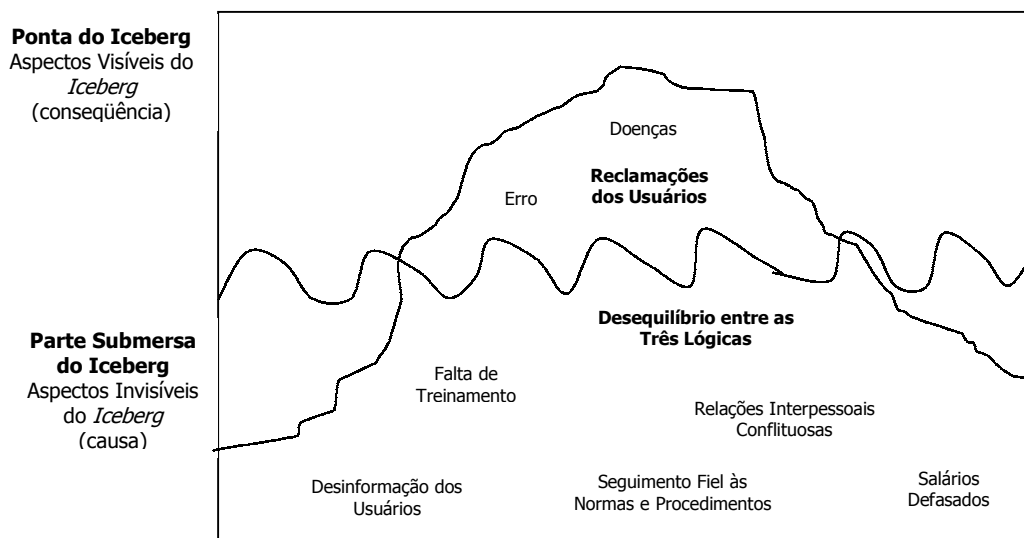 Ponta do Iceberg
Aspectos Visíveis do
Iceberg
(conseqüência)
Doenças
Reclamações
dos Usuários
Erro
Desequilíbrio entre as
Três Lógicas
Parte Submersa
do Iceberg
Aspectos Invisíveis
do Iceberg
(causa)
Falta de
Treinamento
Relações Interpessoais
Conflituosas
Desinformação dos
Usuários
Seguimento Fiel às
Normas e Procedimentos
Salários
Defasados